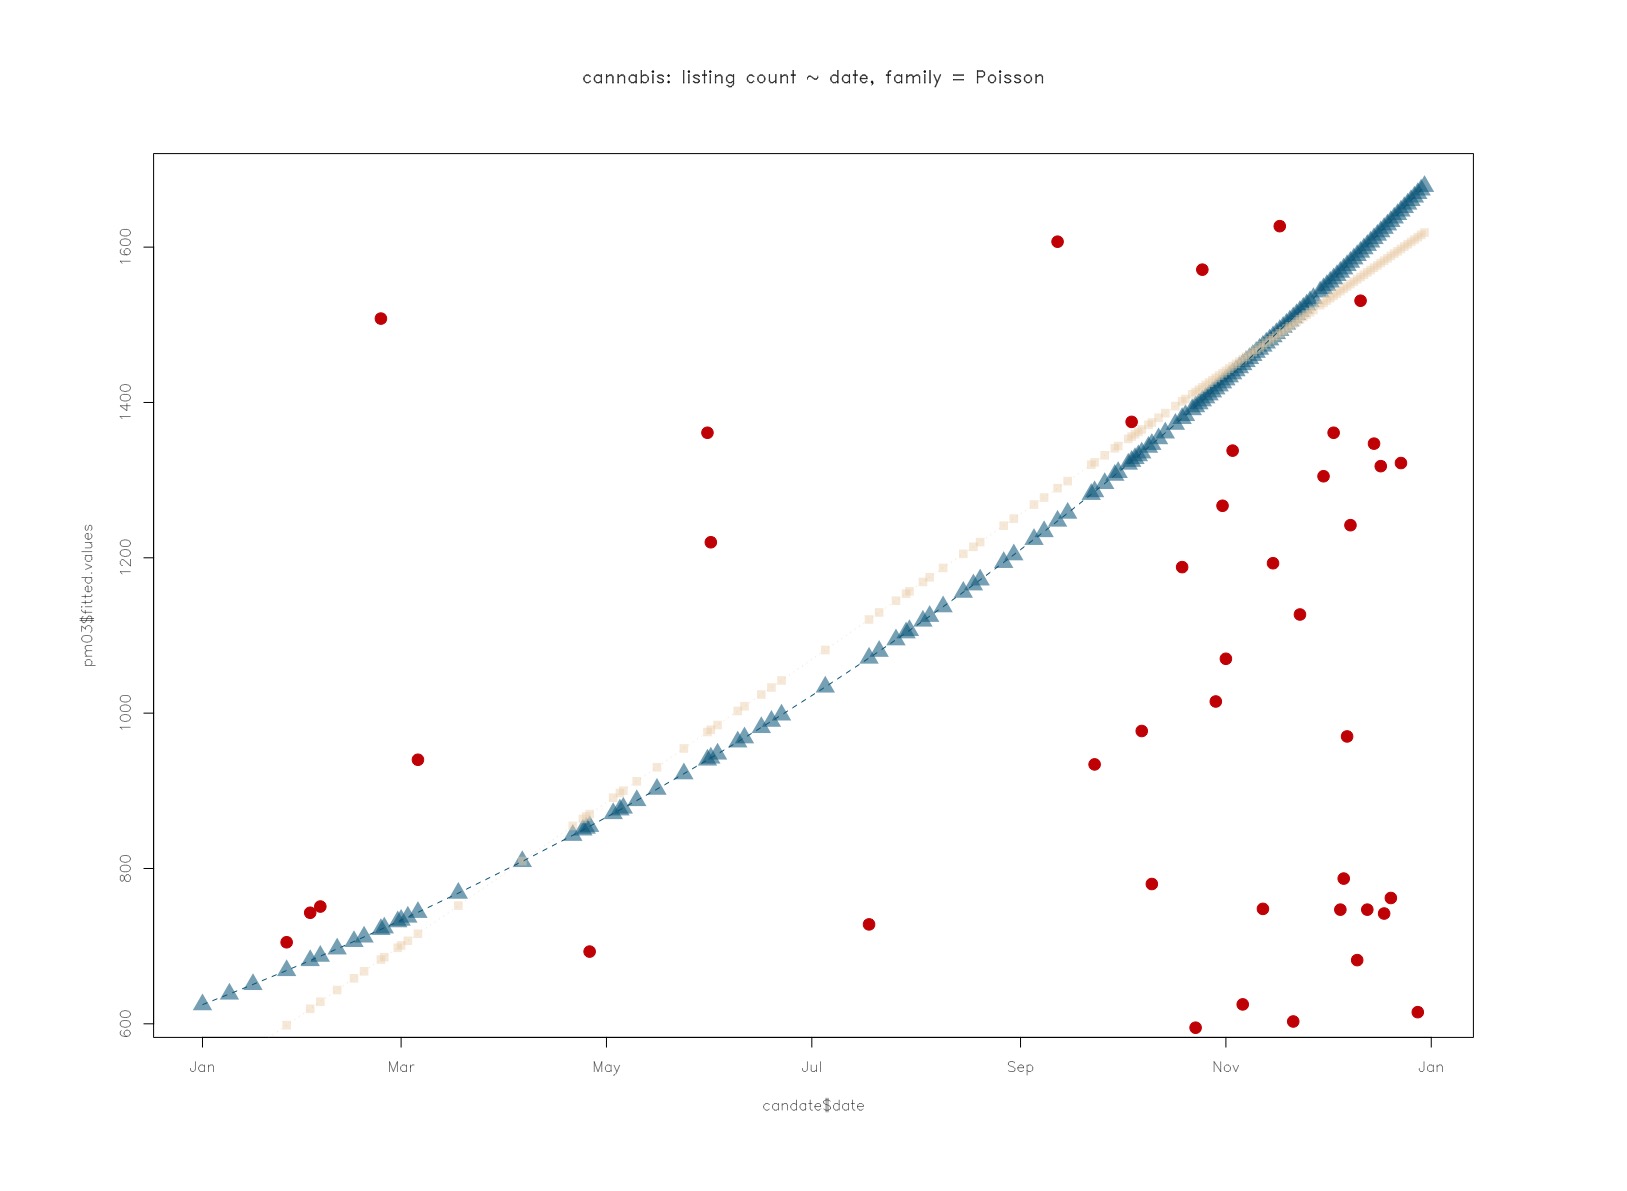 cannabis: listing count ~ date, family = Poisson
pm03$fitted.values
1600
1400
1200
1000
800
600
Jan Mar May Jul Sep Nov Jan
candate$date